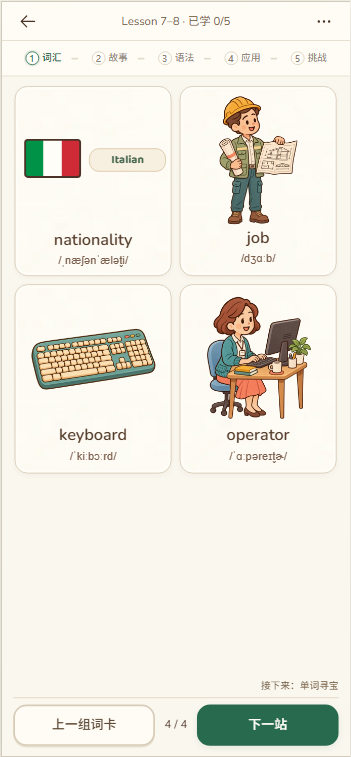 Lesson 7–8 · 已学 0/5
1 词汇 – 2 故事 – 3 语法 – 4 应用 – 5 挑战
Italian
nationality
/ˌnæʃənˈælət̬i/
job
/dʒɑːb/
keyboard
/ˈkiːbɔːrd/
operator
/ˈɑːpəreɪt̬ɚ/
接下来：单词寻宝
上一组词卡
4 / 4
下一站